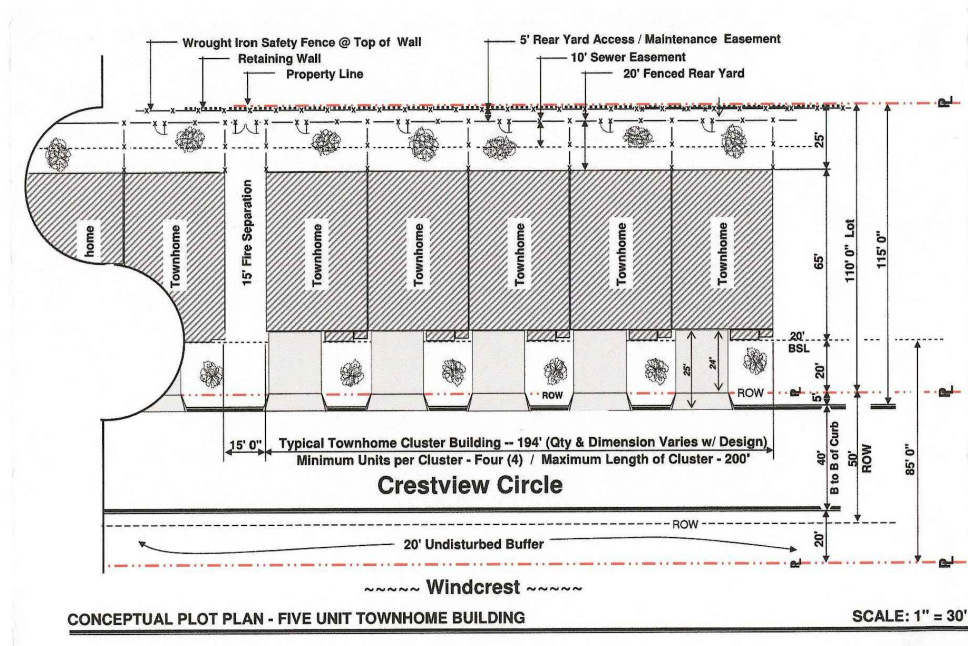 Wrought Iron Safety Fence @ Top of Wall
Retaining Wall
Property Line
5' Rear Yard Access / Maintenance Easement
10' Sewer Easement
20' Fenced Rear Yard
PL
25'
home
Townhome
15' Fire Separation
Townhome
Townhome
Townhome
Townhome
Townhome
65'
110' 0" Lot
115' 0"
20'
BSL
25'
24'
20'
ROW
ROW
PL
PL
5'
15' 0"
Typical Townhome Cluster Building -- 194' (Qty & Dimension Varies w/ Design)
Minimum Units per Cluster - Four (4) / Maximum Length of Cluster - 200'
Crestview Circle
40'
B to B of Curb
50'
ROW
85' 0"
ROW
20'
20' Undisturbed Buffer
PL
PL
~~~~~ Windcrest ~~~~~
CONCEPTUAL PLOT PLAN - FIVE UNIT TOWNHOME BUILDING
SCALE: 1" = 30'